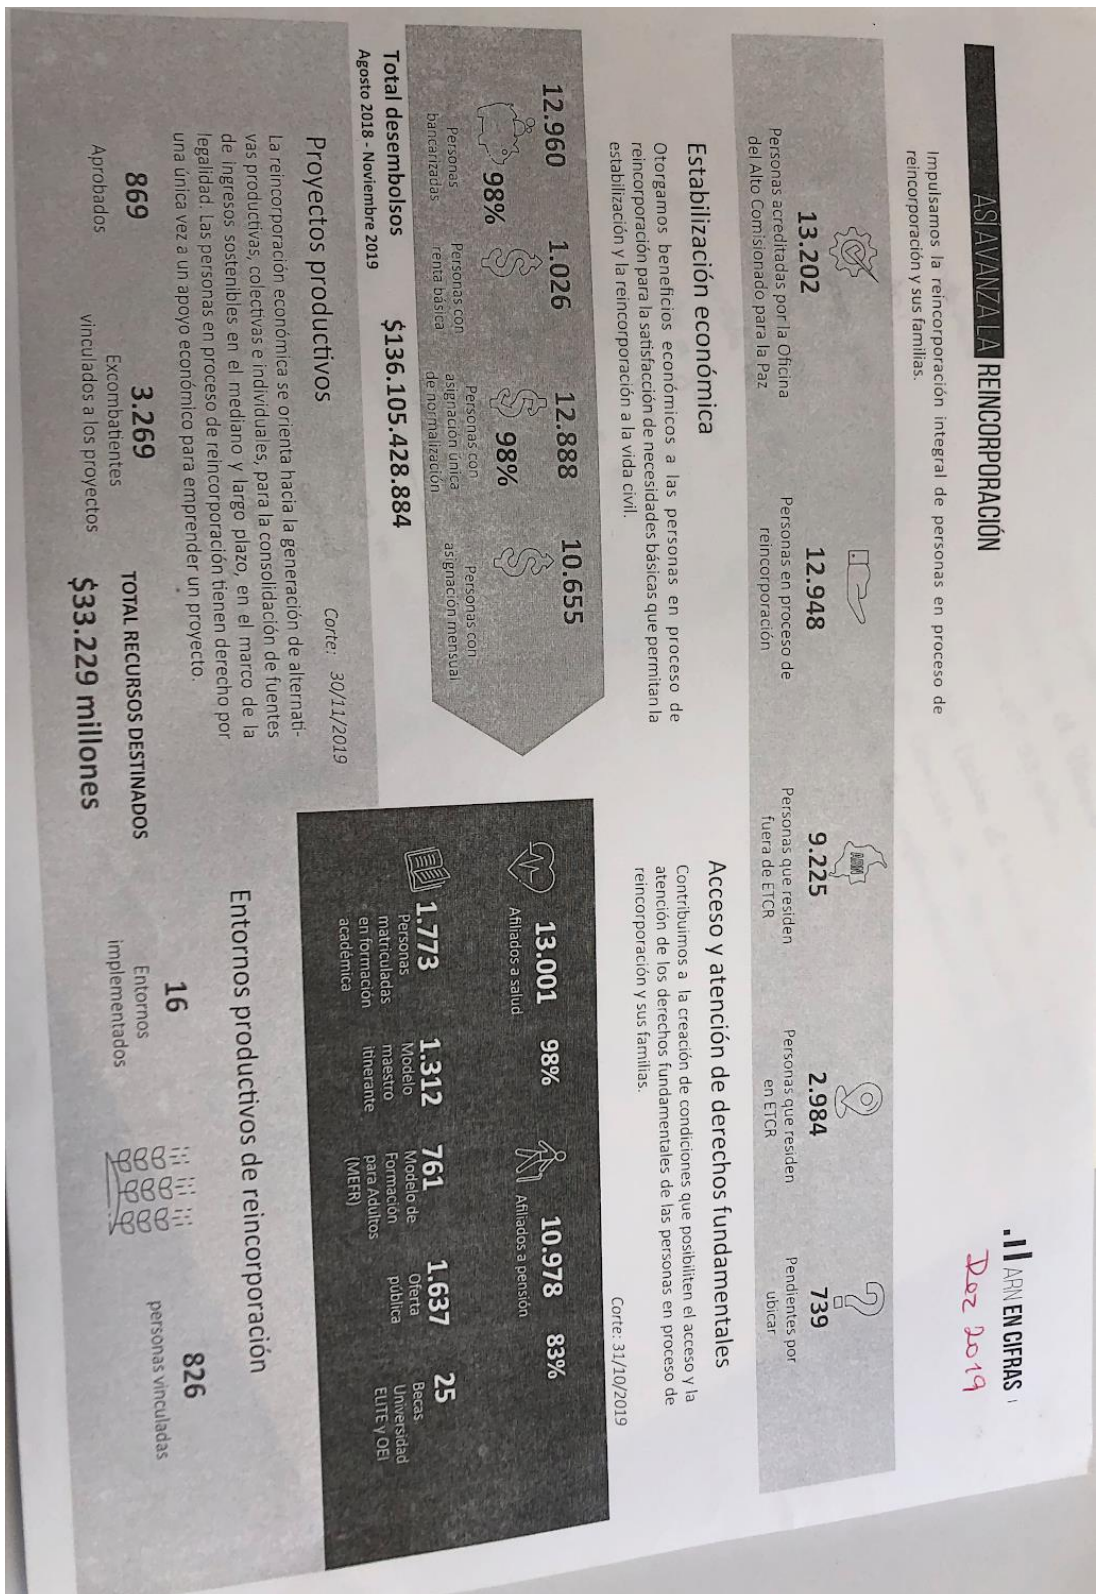 ASÍ AVANZA LA REINCORPORACIÓN
ARN EN CIFRAS
Dez 2019
Impulsamos la reincorporación integral de personas en proceso de
reincorporación y sus familias.
13.202
Personas acreditadas por la Oficina
del Alto Comisionado para la Paz
12.948
Personas en proceso de
reincorporación
ARN
9.225
Personas que residen
fuera de ETCR
2.984
Personas que residen
en ETCR
?
739
Pendientes por
ubicar
Estabilización económica
Otorgamos beneficios económicos a las personas en proceso de
reincorporación para la satisfacción de necesidades básicas que permitan la
estabilización y la reincorporación a la vida civil.
12.960
98%
Personas
bancarizadas
1.026
Personas con
renta básica
12.888
98%
Personas con
asignación única
de normalización
10.655
Personas con
asignación mensual
Total desembolsos
Agosto 2018 - Noviembre 2019
$136.105.428.884
Acceso y atención de derechos fundamentales
Contribuimos a la creación de condiciones que posibiliten el acceso y la
atención de los derechos fundamentales de las personas en proceso de
reincorporación y sus familias.
Corte: 31/10/2019
13.001 98%
Afiliados a salud
10.978 83%
Afiliados a pensión
1.773
Personas
matriculadas
en formación
académica
1.312
Modelo
maestro
itinerante
761
Modelo de
Formación
para Adultos
(MEFR)
1.637
Oferta
pública
25
Becas
Universidad
ELITE y OEI
Proyectos productivos
Corte: 30/11/2019
La reincorporación económica se orienta hacia la generación de alternati-
vas productivas, colectivas e individuales, para la consolidación de fuentes
de ingresos sostenibles en el mediano y largo plazo, en el marco de la
legalidad. Las personas en proceso de reincorporación tienen derecho por
una única vez a un apoyo económico para emprender un proyecto.
869
Aprobados
3.269
Excombatientes
vinculados a los proyectos
TOTAL RECURSOS DESTINADOS
$33.229 millones
Entornos productivos de reincorporación
16
Entornos
implementados
826
personas vinculadas